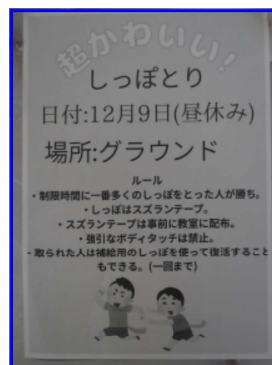 超かわいい!
しっぽとり
日付:12月9日(昼休み)
場所:グラウンド
ルール
・制限時間に一番多くのしっぽをとった人が勝ち。
・しっぽはスズランテープ。
・スズランテープは事前に教室に配布。
・強引なボディタッチは禁止。
・取られた人は補給用のしっぽを使って復活すること
もできる。(一回まで)